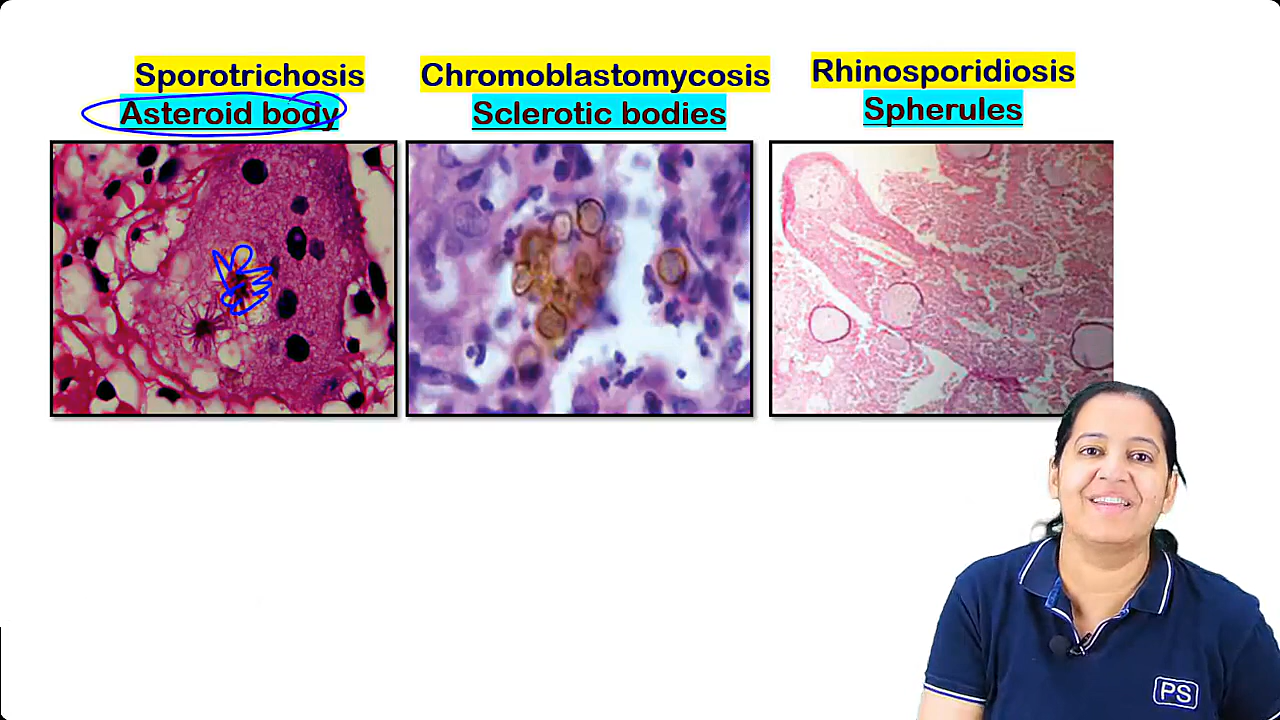 Sporotrichosis
Asteroid body
Chromoblastomycosis
Sclerotic bodies
Rhinosporidiosis
Spherules
PS